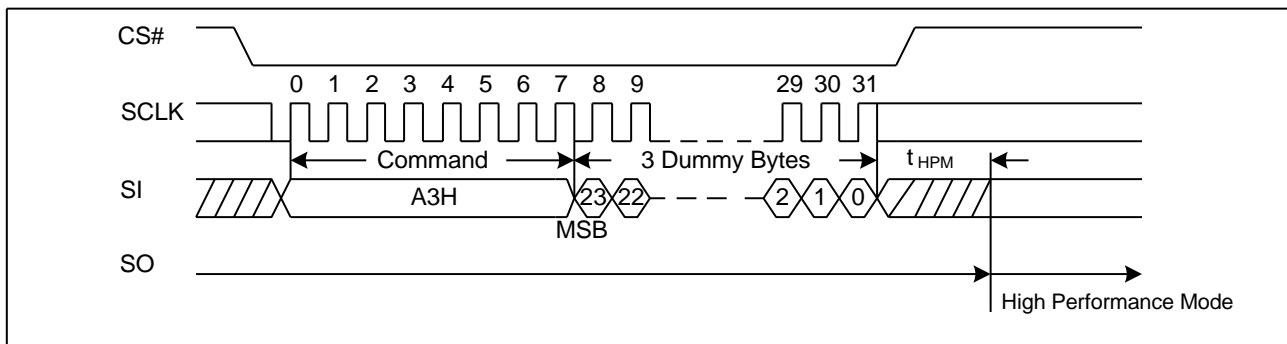 CS#
0 1 2 3 4 5 6 7 8 9 29 30 31
SCLK
Command 3 Dummy Bytes t HPM
SI A3H 23 22 2 1 0
MSB
SO
High Performance Mode